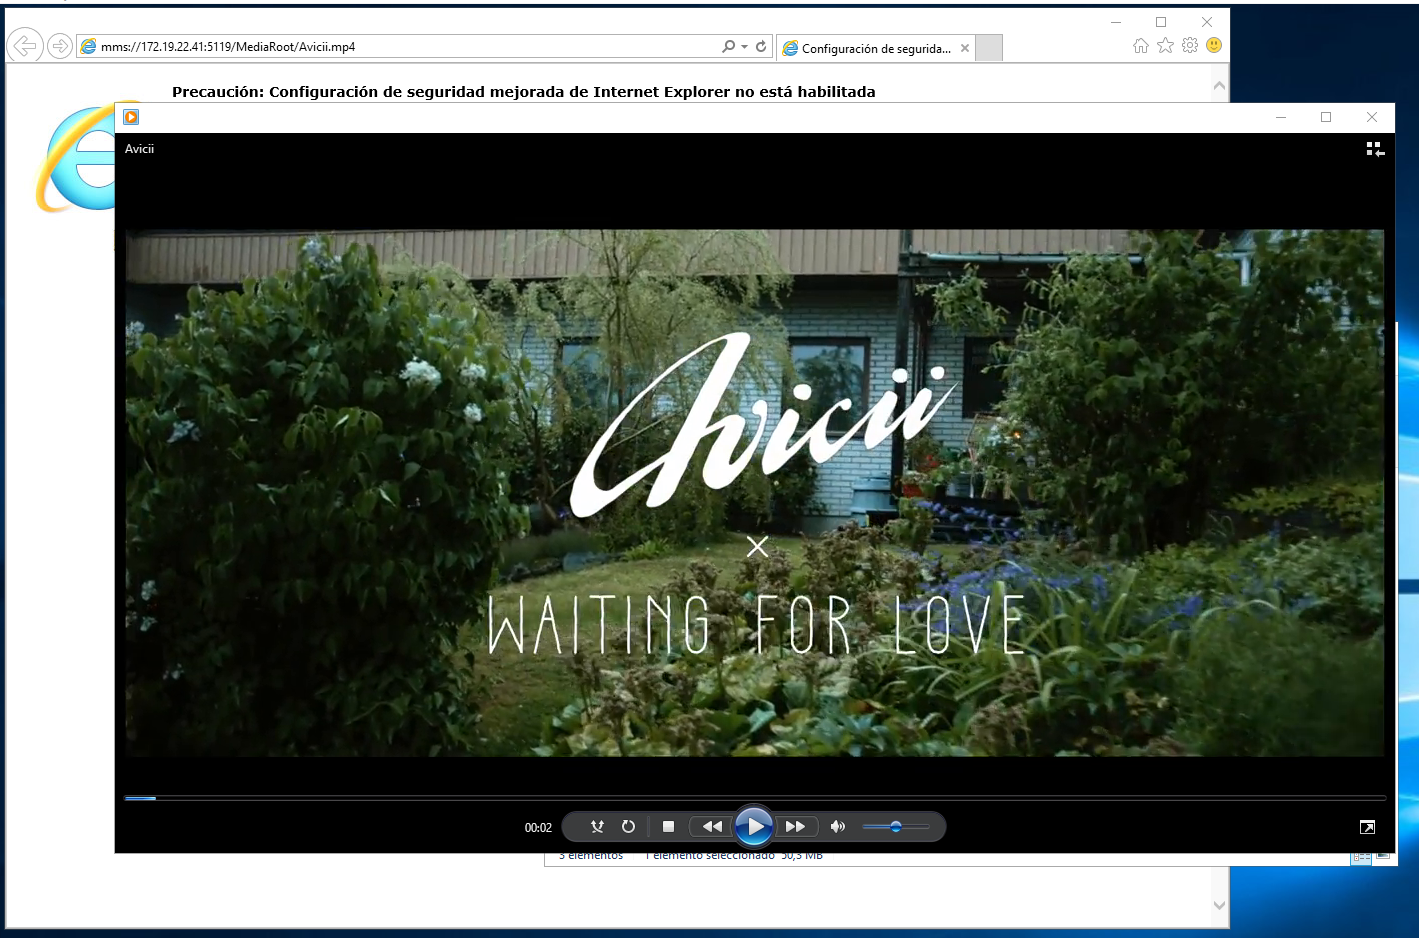 mms://172.19.22.41:5119/MediaRoot/Avicii.mp4
Configuración de segurida...
Precaución: Configuración de seguridad mejorada de Internet Explorer no está habilitada
Avicii
Avicii
×
WAITING FOR LOVE
00:02
3 elementos 1 elemento seleccionado 50,3 MB